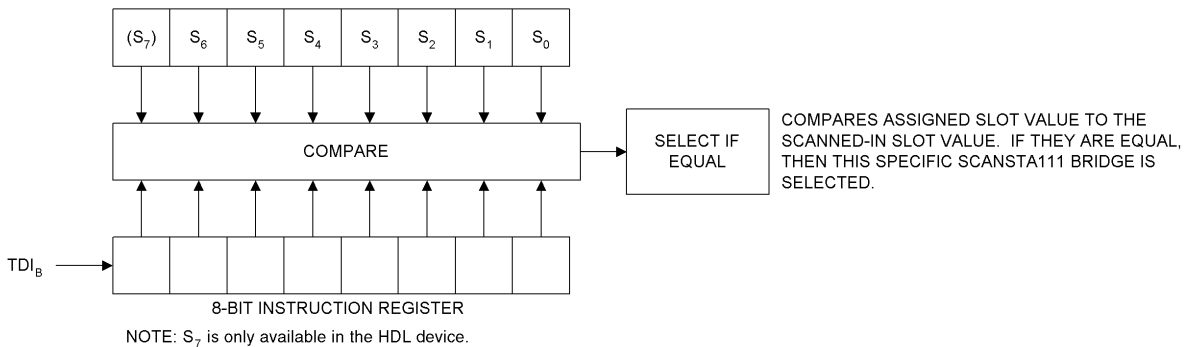 (S₇) S₆ S₅ S₄ S₃ S₂ S₁ S₀
COMPARE
SELECT IF
EQUAL
COMPARES ASSIGNED SLOT VALUE TO THE
SCANNED-IN SLOT VALUE. IF THEY ARE EQUAL,
THEN THIS SPECIFIC SCANSTA111 BRIDGE IS
SELECTED.
TDI_B
8-BIT INSTRUCTION REGISTER
NOTE: S₇ is only available in the HDL device.